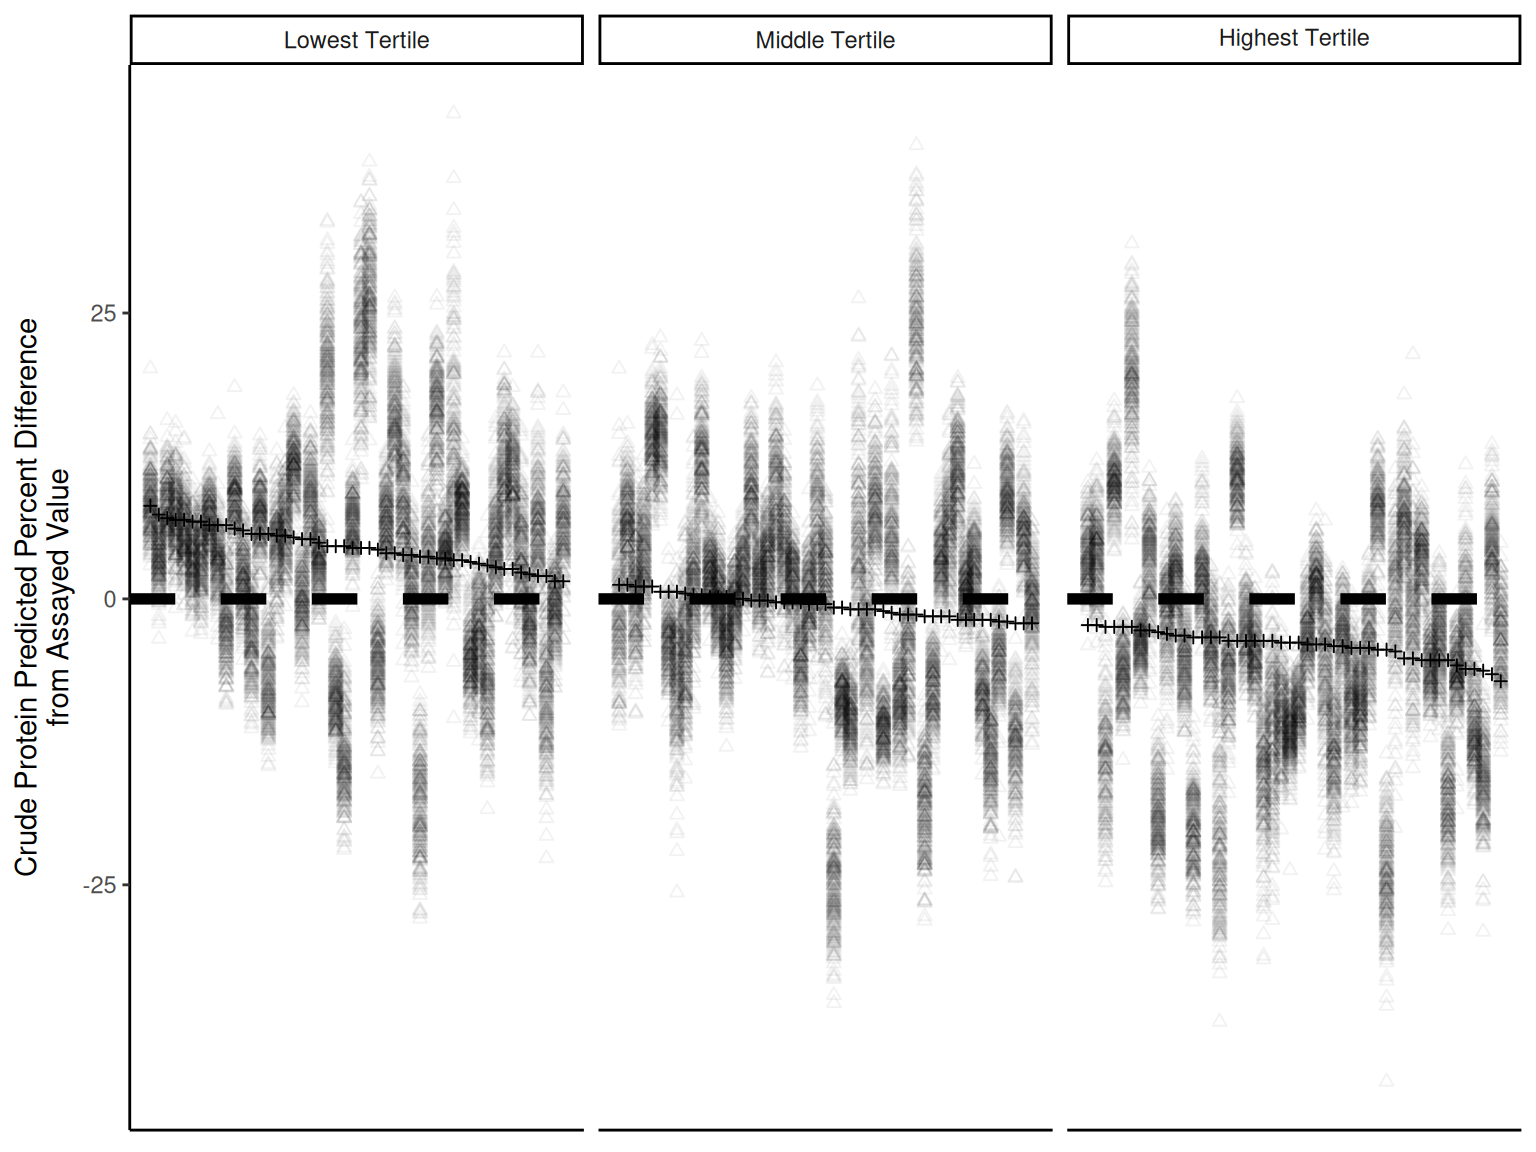 Lowest Tertile
Middle Tertile
Highest Tertile
Crude Protein Predicted Percent Difference
from Assayed Value
25
0
-25